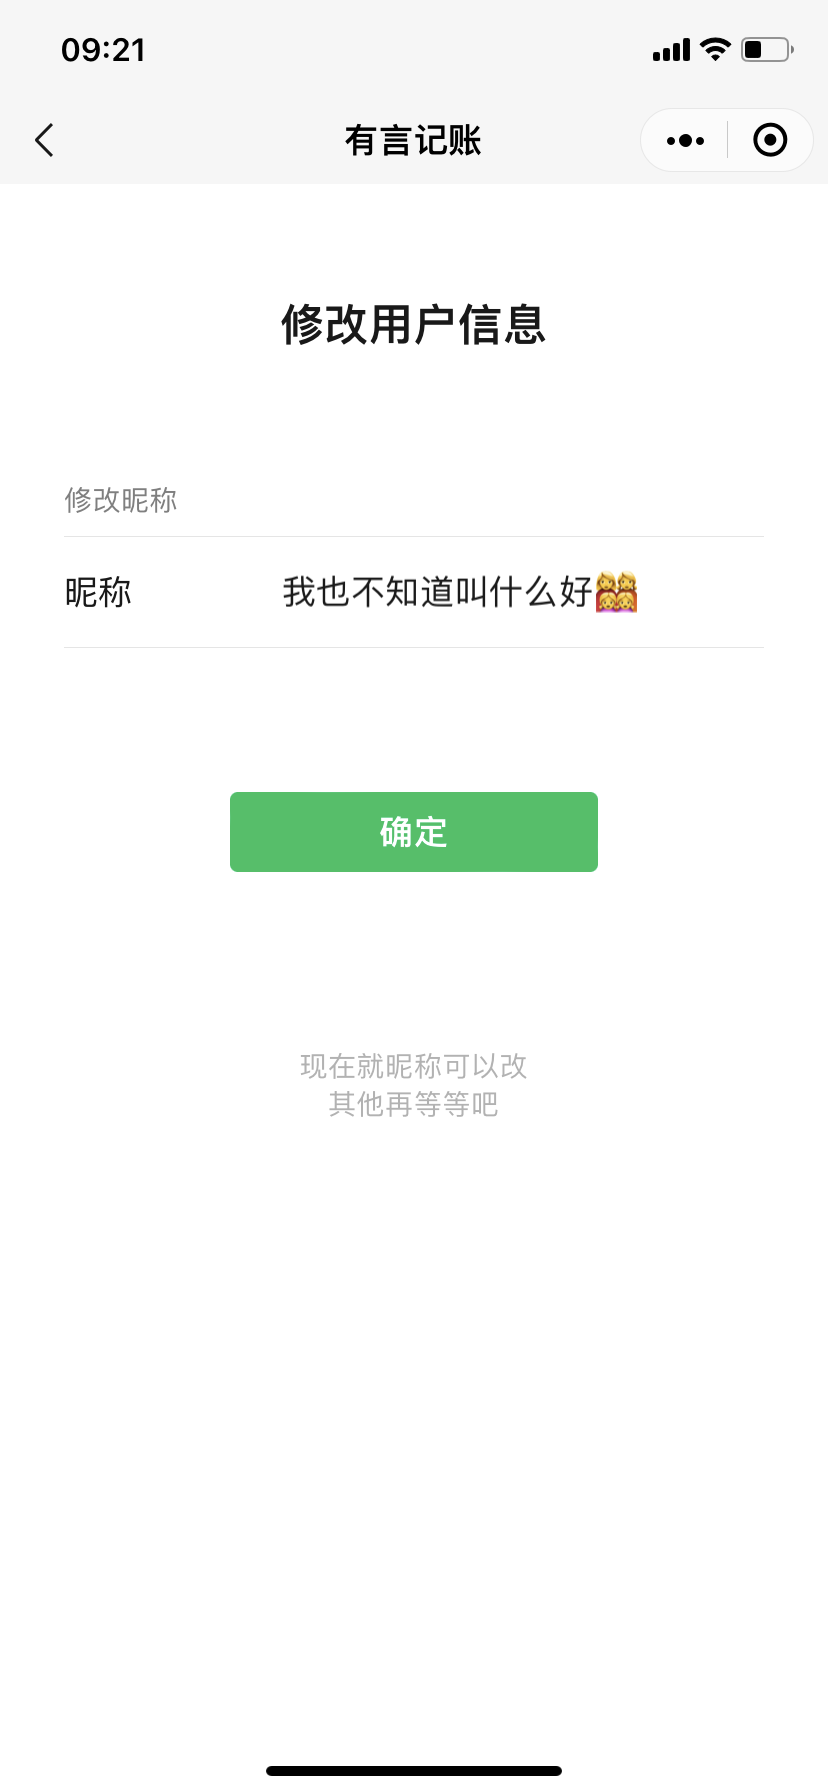 09:21
有言记账
修改用户信息
修改昵称
昵称 我也不知道叫什么好👩‍👩‍👧‍👧
确定
现在就昵称可以改
其他再等等吧